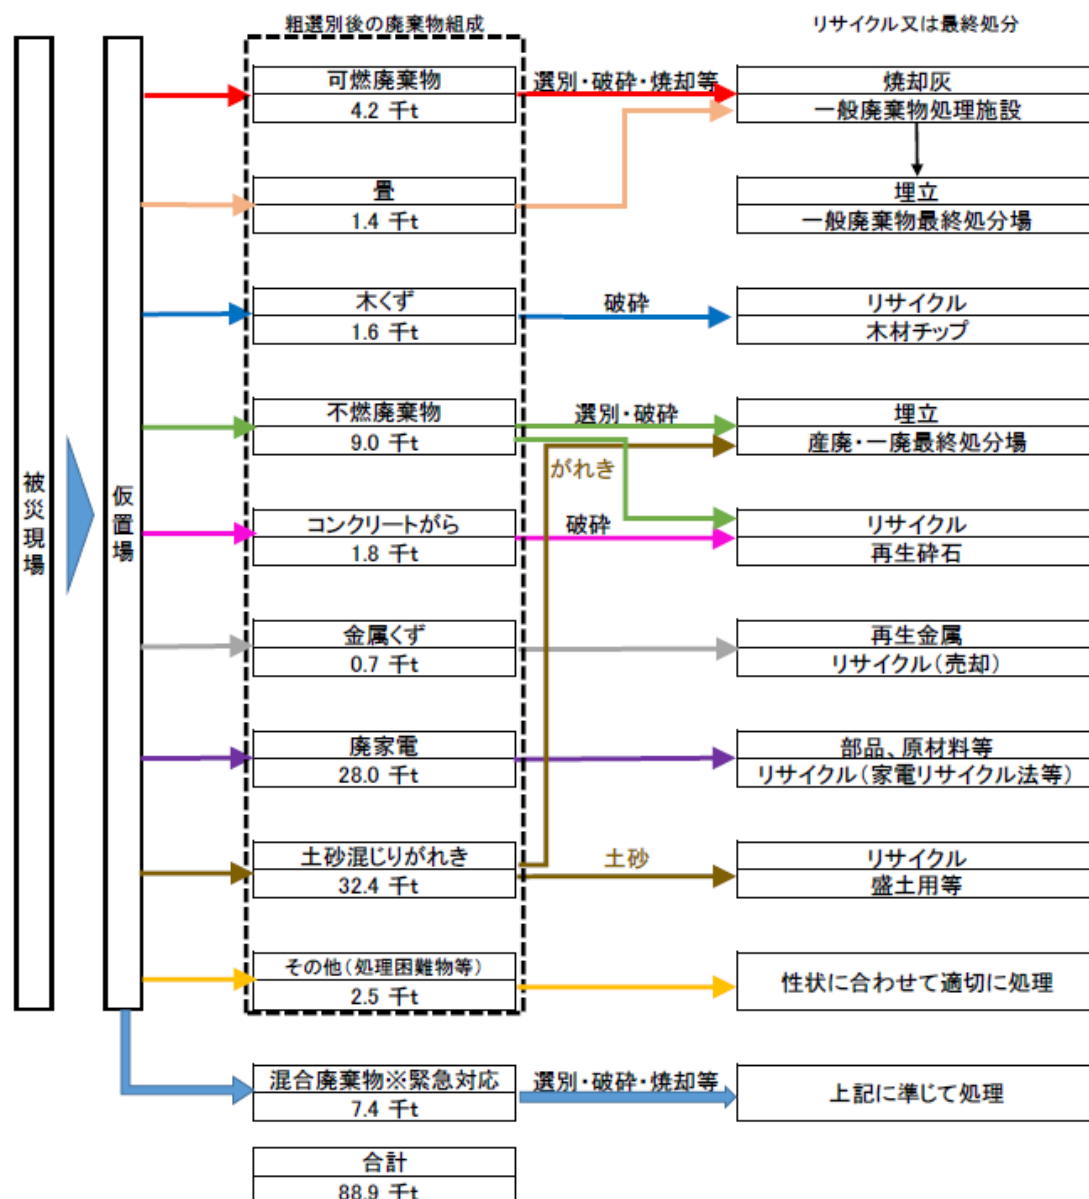 粗選別後の廃棄物組成
リサイクル又は最終処分
被災現場
仮置場
可燃廃棄物
4.2 千t
選別・破砕・焼却等
焼却灰
一般廃棄物処理施設
畳
1.4 千t
埋立
一般廃棄物最終処分場
木くず
1.6 千t
破砕
リサイクル
木材チップ
不燃廃棄物
9.0 千t
選別・破砕
がれき
埋立
産廃・一廃最終処分場
コンクリートがら
1.8 千t
破砕
リサイクル
再生砕石
金属くず
0.7 千t
再生金属
リサイクル(売却)
廃家電
28.0 千t
部品、原材料等
リサイクル(家電リサイクル法等)
土砂混じりがれき
32.4 千t
土砂
リサイクル
盛土用等
その他(処理困難物等)
2.5 千t
性状に合わせて適切に処理
混合廃棄物※緊急対応
7.4 千t
選別・破砕・焼却等
上記に準じて処理
合計
88.9 千t